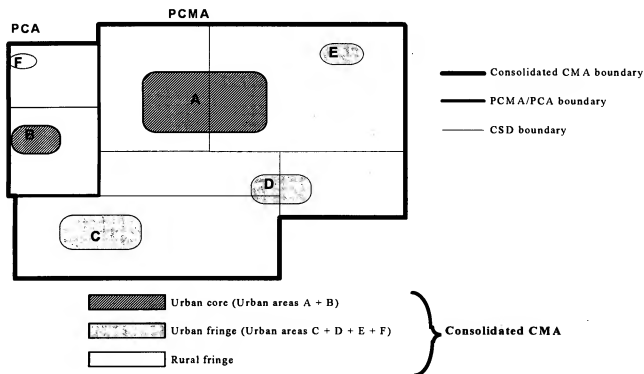 PCMA
PCA
F
E
A
B
D
C
Consolidated CMA boundary
PCMA/PCA boundary
CSD boundary
Urban core (Urban areas A + B)
Urban fringe (Urban areas C + D + E + F)
Rural fringe
Consolidated CMA